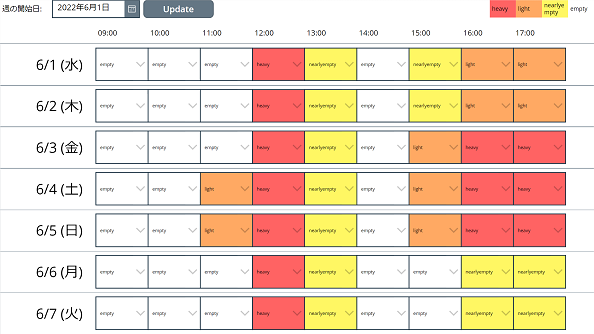 週の開始日: 2022年6月1日 Update heavy light nearlyempty empty
09:00 10:00 11:00 12:00 13:00 14:00 15:00 16:00 17:00
6/1 (水) empty empty empty heavy nearlyempty empty nearlyempty light light
6/2 (木) empty empty empty heavy nearlyempty empty nearlyempty light light
6/3 (金) empty empty empty heavy nearlyempty empty light heavy heavy
6/4 (土) empty empty light heavy nearlyempty empty light heavy heavy
6/5 (日) empty empty light heavy nearlyempty empty light heavy heavy
6/6 (月) empty empty empty heavy nearlyempty empty empty nearlyempty nearlyempty
6/7 (火) empty empty empty heavy nearlyempty empty empty nearlyempty nearlyempty